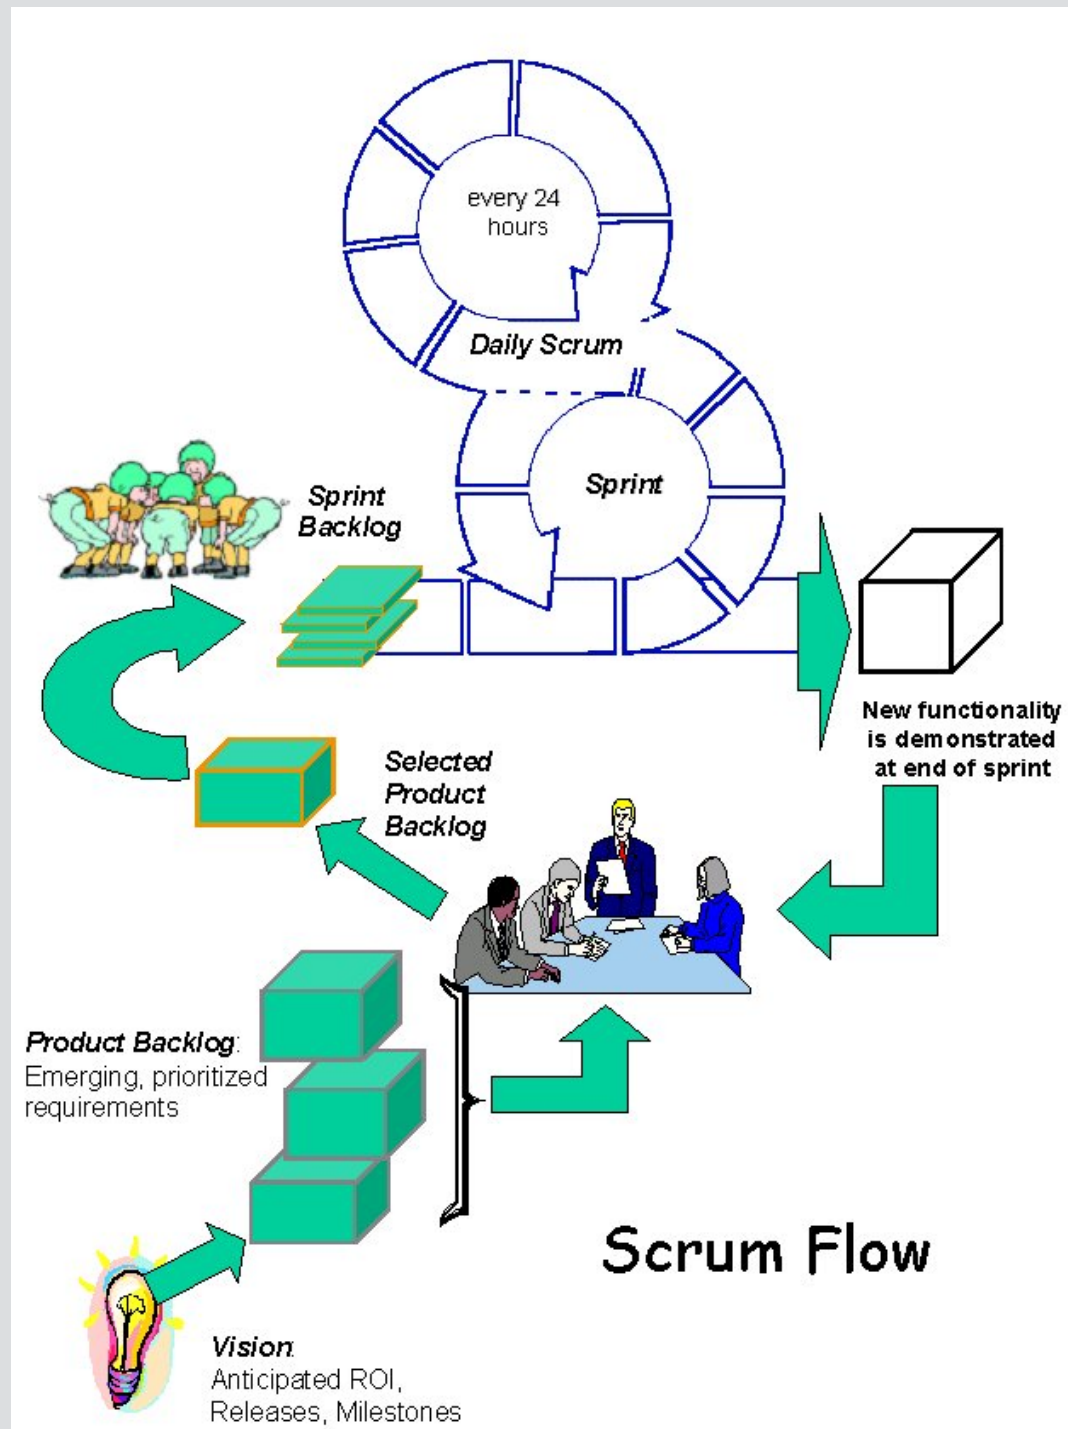 every 24
hours
Daily Scrum
Sprint
Sprint
Backlog
New functionality
is demonstrated
at end of sprint
Selected
Product
Backlog
Product Backlog:
Emerging, prioritized
requirements
Scrum Flow
Vision:
Anticipated ROI,
Releases, Milestones